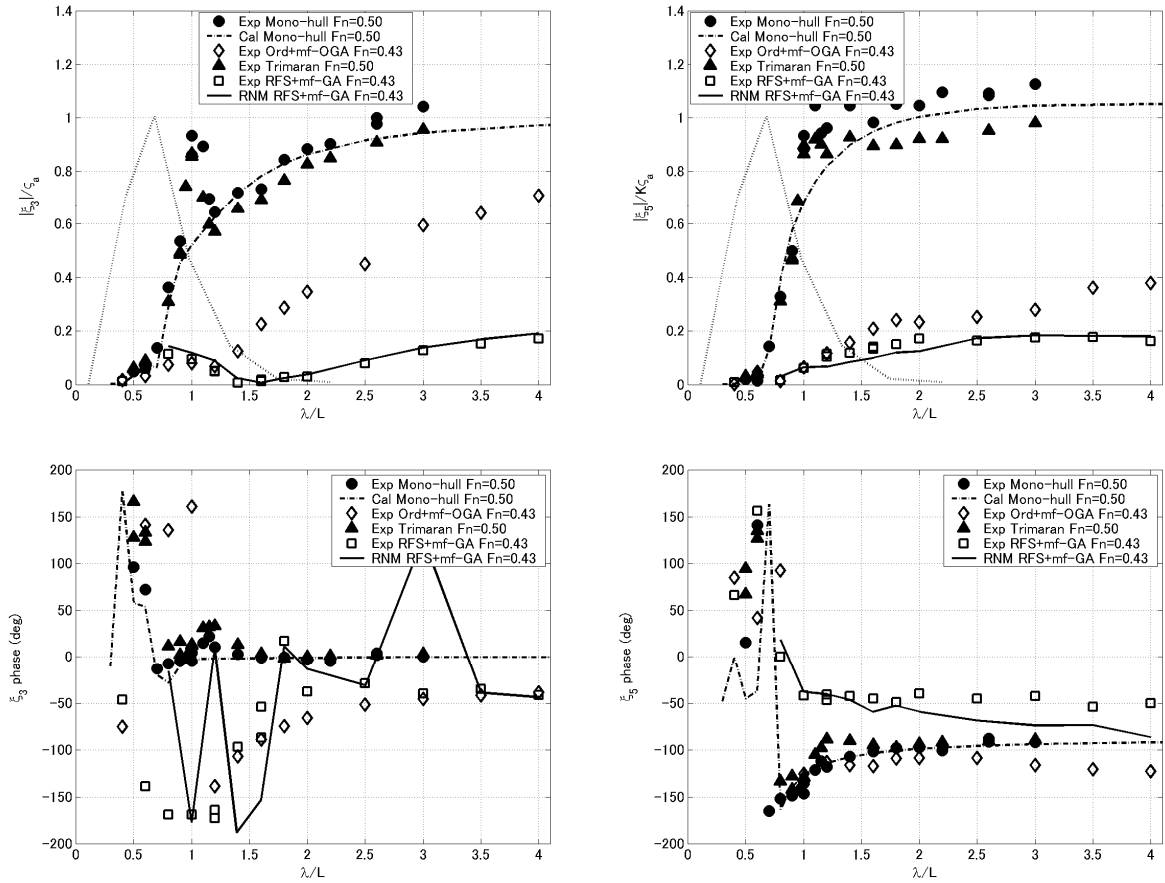 Exp Mono-hull Fn=0.50
Cal Mono-hull Fn=0.50
Exp Ord+mf-OGA Fn=0.43
Exp Trimaran Fn=0.50
Exp RFS+mf-GA Fn=0.43
RNM RFS+mf-GA Fn=0.43
1.4
1.2
1
0.8
0.6
0.4
0.2
0
|ξ3|/ςa
0 0.5 1 1.5 2 2.5 3 3.5 4
λ/L
Exp Mono-hull Fn=0.50
Cal Mono-hull Fn=0.50
Exp Ord+mf-OGA Fn=0.43
Exp Trimaran Fn=0.50
Exp RFS+mf-GA Fn=0.43
RNM RFS+mf-GA Fn=0.43
1.4
1.2
1
0.8
0.6
0.4
0.2
0
|ξ5|/Kςa
0 0.5 1 1.5 2 2.5 3 3.5 4
λ/L
Exp Mono-hull Fn=0.50
Cal Mono-hull Fn=0.50
Exp Ord+mf-OGA Fn=0.43
Exp Trimaran Fn=0.50
Exp RFS+mf-GA Fn=0.43
RNM RFS+mf-GA Fn=0.43
200
150
100
50
0
-50
-100
-150
-200
ξ3 phase (deg)
0 0.5 1 1.5 2 2.5 3 3.5 4
λ/L
Exp Mono-hull Fn=0.50
Cal Mono-hull Fn=0.50
Exp Ord+mf-OGA Fn=0.43
Exp Trimaran Fn=0.50
Exp RFS+mf-GA Fn=0.43
RNM RFS+mf-GA Fn=0.43
200
150
100
50
0
-50
-100
-150
-200
ξ5 phase (deg)
0 0.5 1 1.5 2 2.5 3 3.5 4
λ/L